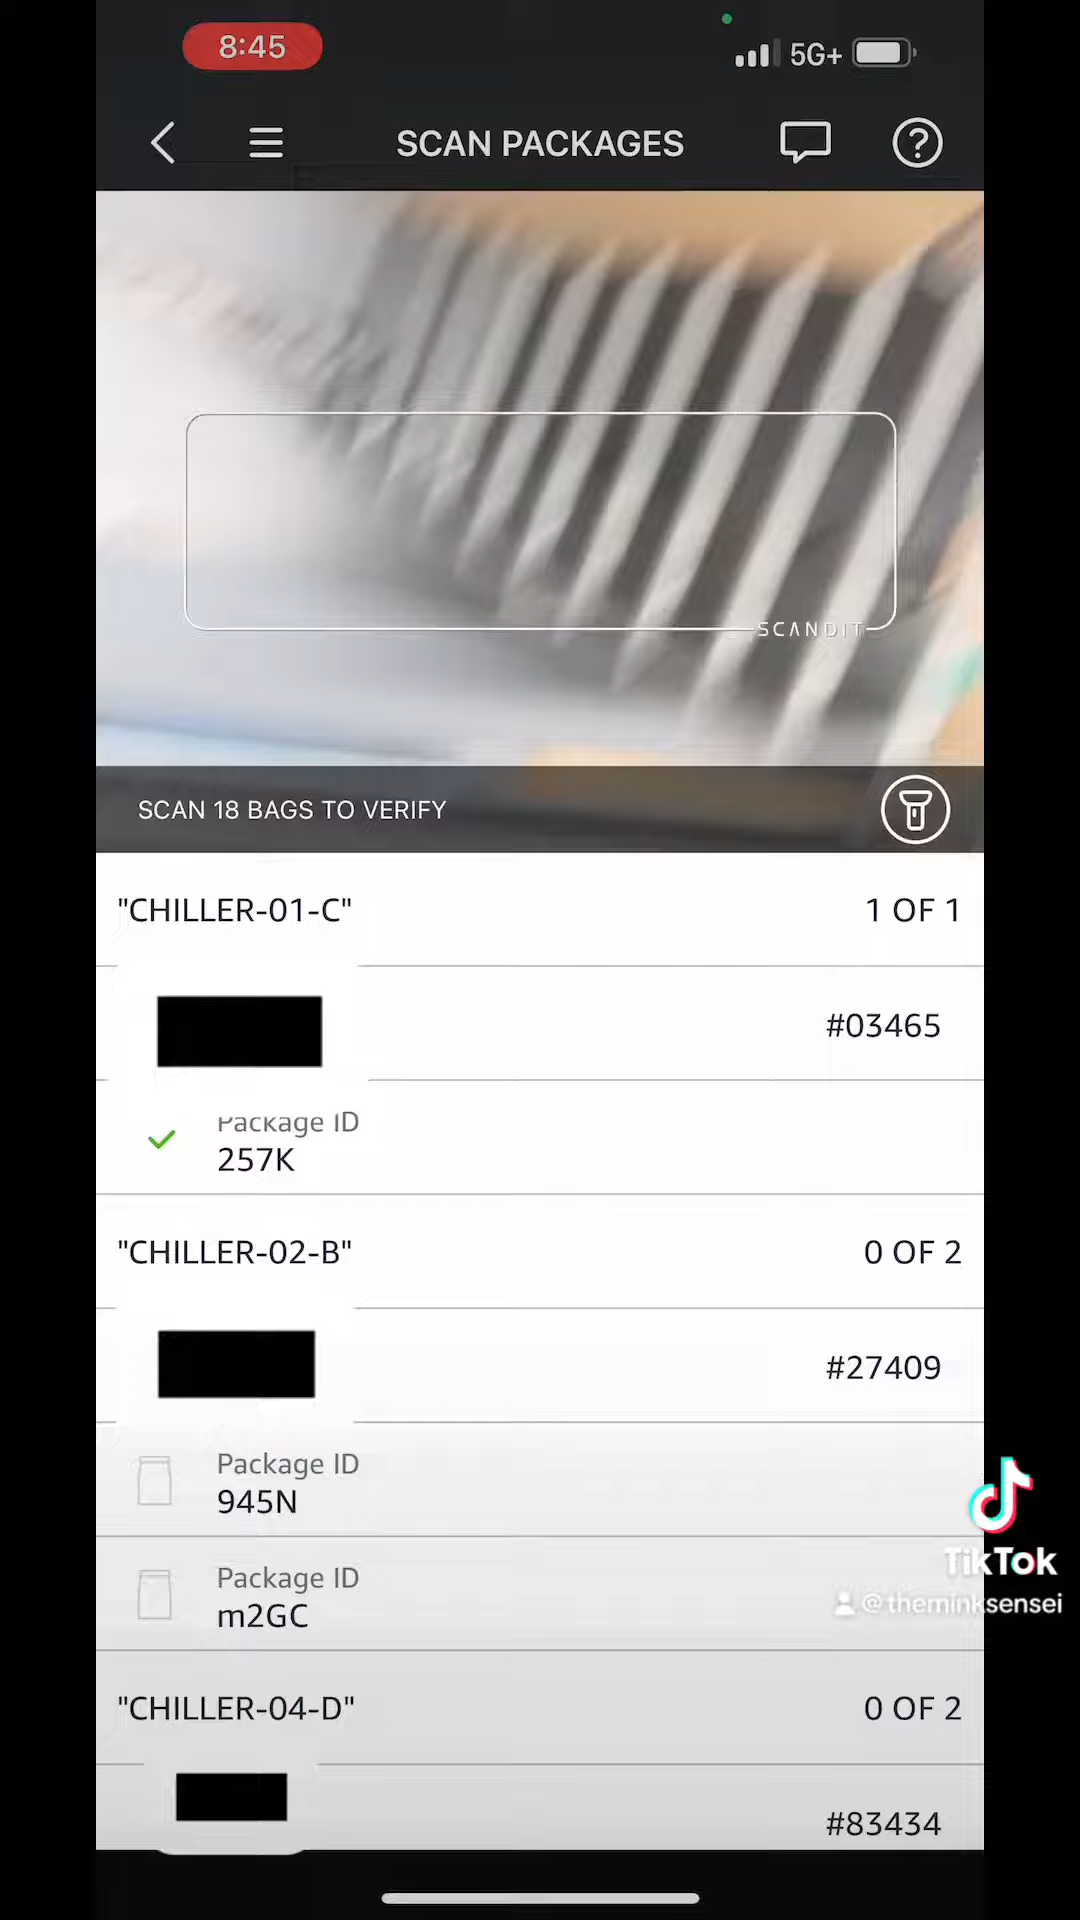 8:45
5G+
SCAN PACKAGES
SCANDIT
SCAN 18 BAGS TO VERIFY
"CHILLER-01-C" 1 OF 1
#03465
Package ID
257K
"CHILLER-02-B" 0 OF 2
#27409
Package ID
945N
Package ID
m2GC
TikTok
@theminksensei
"CHILLER-04-D" 0 OF 2
#83434